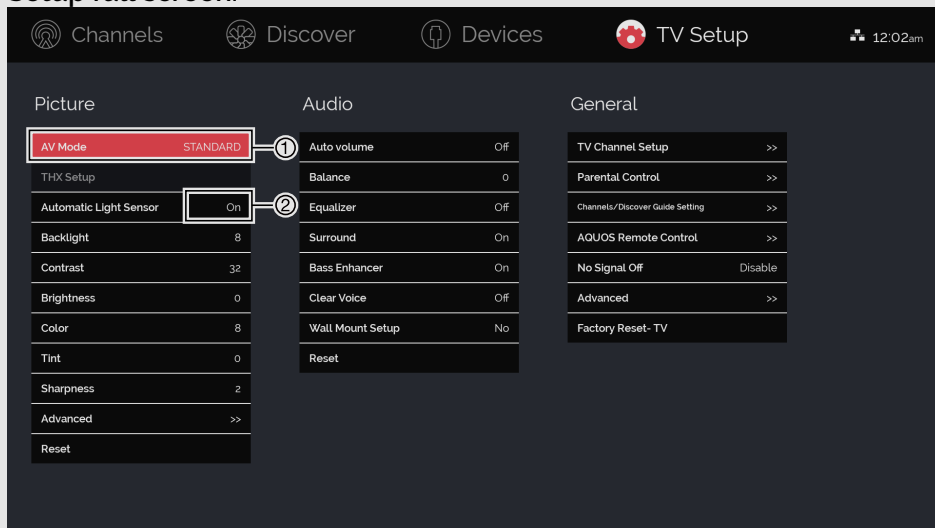 Setup full screen.
Channels Discover Devices TV Setup 12:02am
Picture
AV Mode STANDARD ①
THX Setup
Automatic Light Sensor On ②
Backlight 8
Contrast 32
Brightness 0
Color 8
Tint 0
Sharpness 2
Advanced >>
Reset
Audio
Auto volume Off
Balance 0
Equalizer Off
Surround On
Bass Enhancer On
Clear Voice Off
Wall Mount Setup No
Reset
General
TV Channel Setup >>
Parental Control >>
Channels/Discover Guide Setting >>
AQUOS Remote Control >>
No Signal Off Disable
Advanced >>
Factory Reset- TV